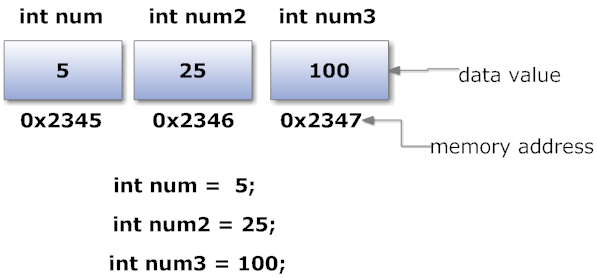 int num int num2 int num3
5 25 100
data value
0x2345 0x2346 0x2347
memory address
int num =  5;
int num2 = 25;
int num3 = 100;